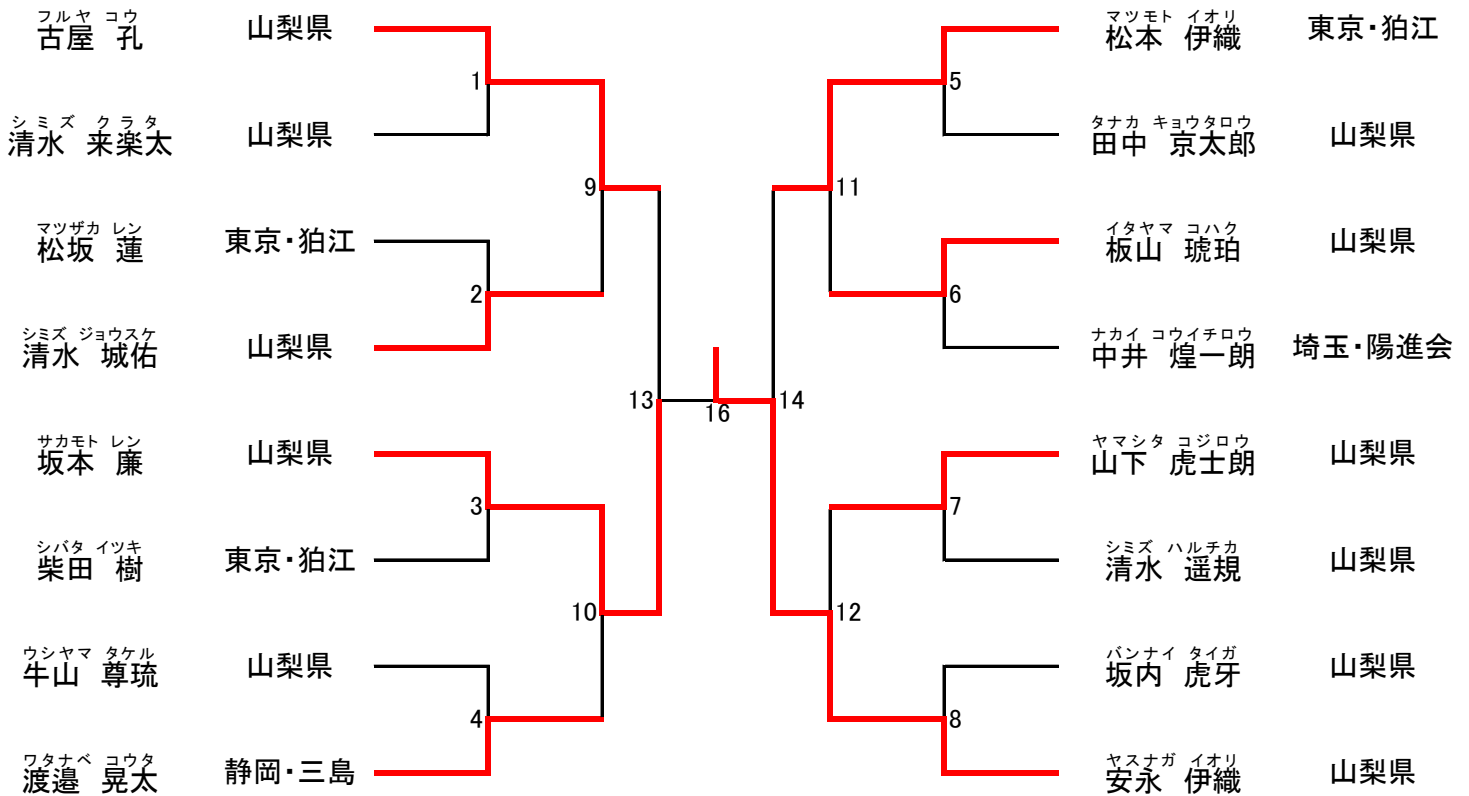 フルヤ コウ
古屋 孔 山梨県
シミズ クラタ
清水 来楽太 山梨県
マツザカ レン
松坂 蓮 東京・狛江
シミズ ジョウスケ
清水 城佑 山梨県
サカモト レン
坂本 廉 山梨県
シバタ イツキ
柴田 樹 東京・狛江
ウシヤマ タケル
牛山 尊琉 山梨県
ワタナベ コウタ
渡邉 晃太 静岡・三島
1
2
3
4
9
10
13
16
14
11
12
5
6
7
8
マツモト イオリ
松本 伊織 東京・狛江
タナカ キョウタロウ
田中 京太郎 山梨県
イタヤマ コハク
板山 琥珀 山梨県
ナカイ コウイチロウ
中井 煌一朗 埼玉・陽進会
ヤマシタ コジロウ
山下 虎士朗 山梨県
シミズ ハルチカ
清水 遥規 山梨県
バンナイ タイガ
坂内 虎牙 山梨県
ヤスナガ イオリ
安永 伊織 山梨県